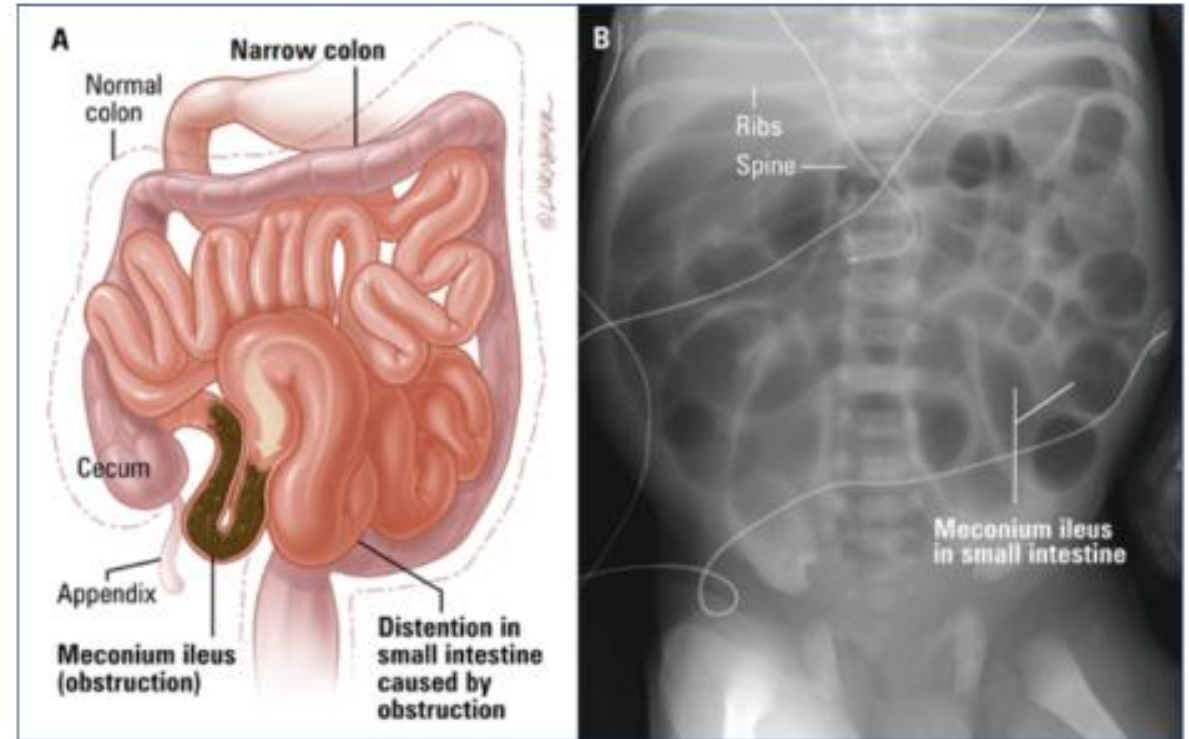 A
Narrow colon
Normal
colon
Cecum
Appendix
Meconium ileus
(obstruction)
Distention in
small intestine
caused by
obstruction
B
Ribs
Spine
Meconium ileus
in small intestine